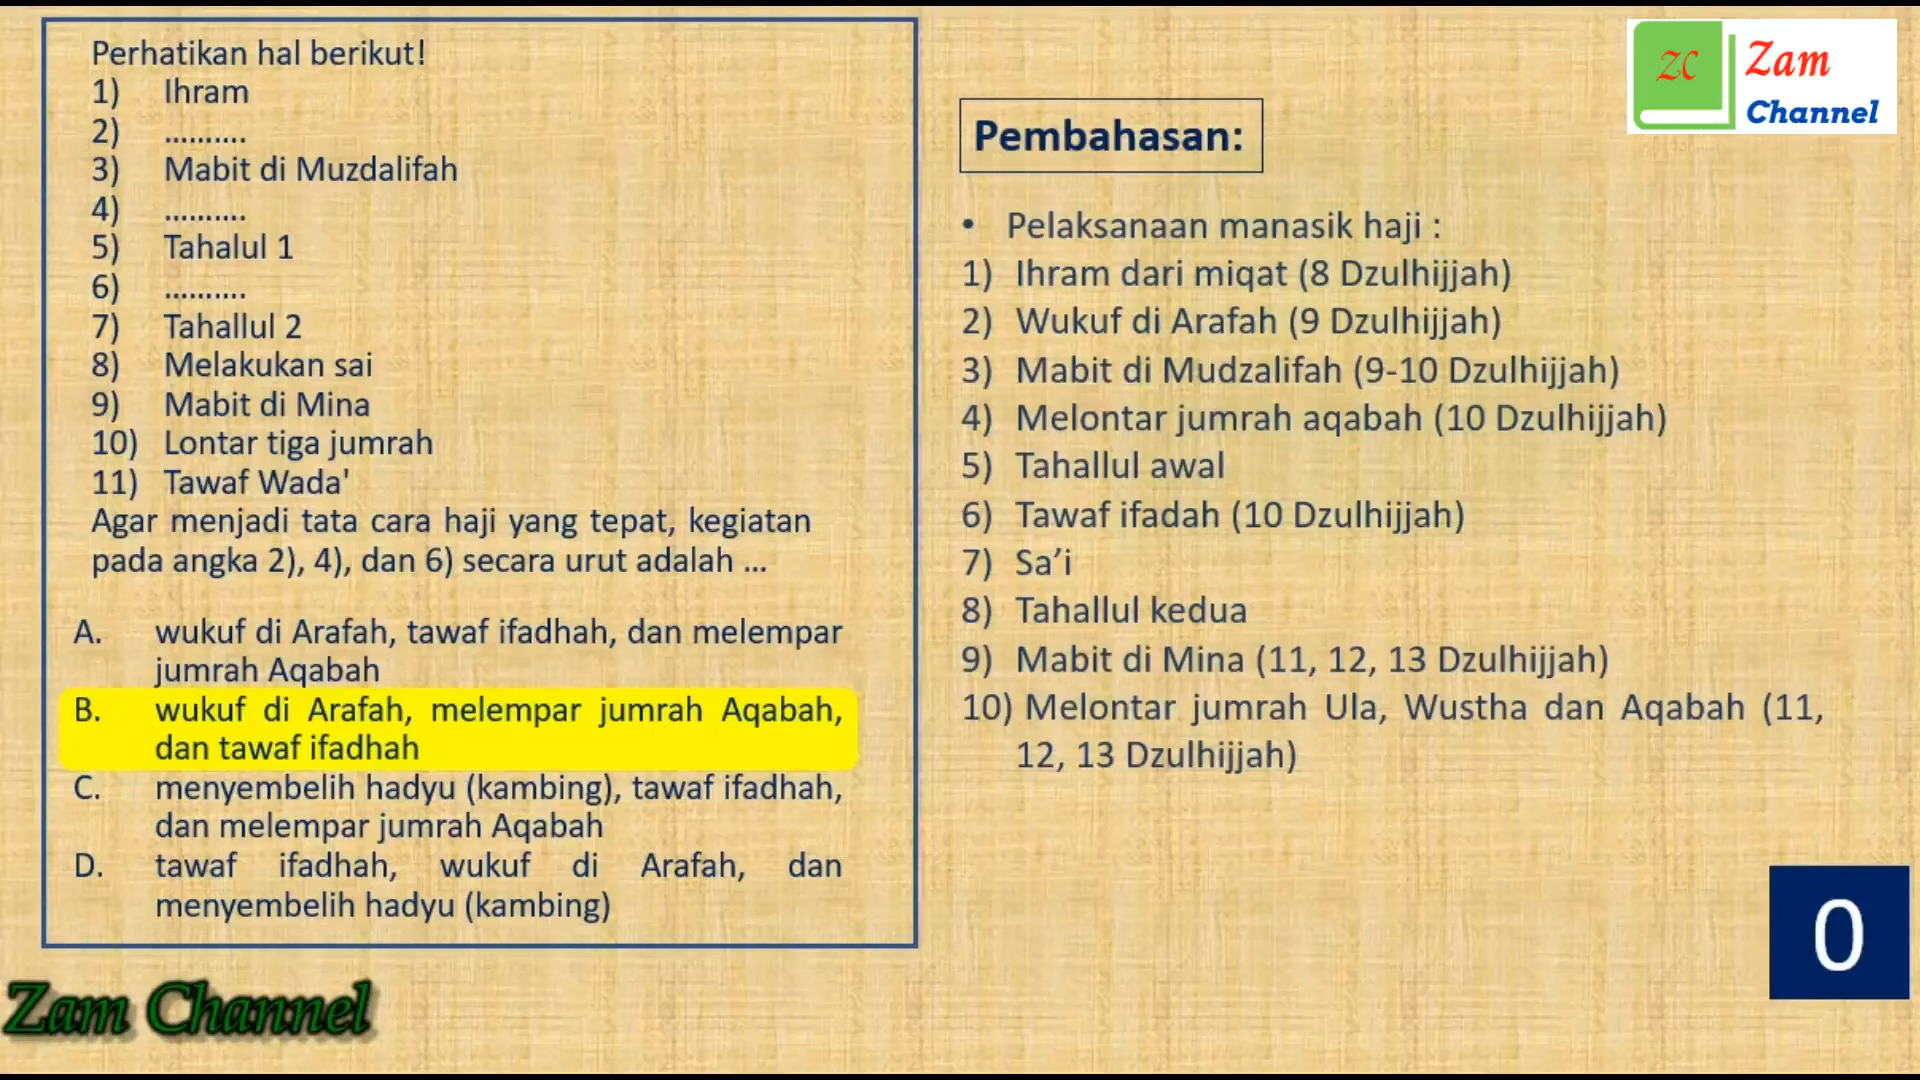 Perhatikan hal berikut!
1) Ihram
2) ..........
3) Mabit di Muzdalifah
4) ..........
5) Tahalul 1
6) ..........
7) Tahallul 2
8) Melakukan sai
9) Mabit di Mina
10) Lontar tiga jumrah
11) Tawaf Wada'
Agar menjadi tata cara haji yang tepat, kegiatan
pada angka 2), 4), dan 6) secara urut adalah ...
A. wukuf di Arafah, tawaf ifadhah, dan melempar
jumrah Aqabah
B. wukuf di Arafah, melempar jumrah Aqabah,
dan tawaf ifadhah
C. menyembelih hadyu (kambing), tawaf ifadhah,
dan melempar jumrah Aqabah
D. tawaf ifadhah, wukuf di Arafah, dan
menyembelih hadyu (kambing)
Zam Channel
ZC
Zam
Channel
Pembahasan:
• Pelaksanaan manasik haji :
1) Ihram dari miqat (8 Dzulhijjah)
2) Wukuf di Arafah (9 Dzulhijjah)
3) Mabit di Mudzalifah (9-10 Dzulhijjah)
4) Melontar jumrah aqabah (10 Dzulhijjah)
5) Tahallul awal
6) Tawaf ifadah (10 Dzulhijjah)
7) Sa’i
8) Tahallul kedua
9) Mabit di Mina (11, 12, 13 Dzulhijjah)
10) Melontar jumrah Ula, Wustha dan Aqabah (11,
12, 13 Dzulhijjah)
0